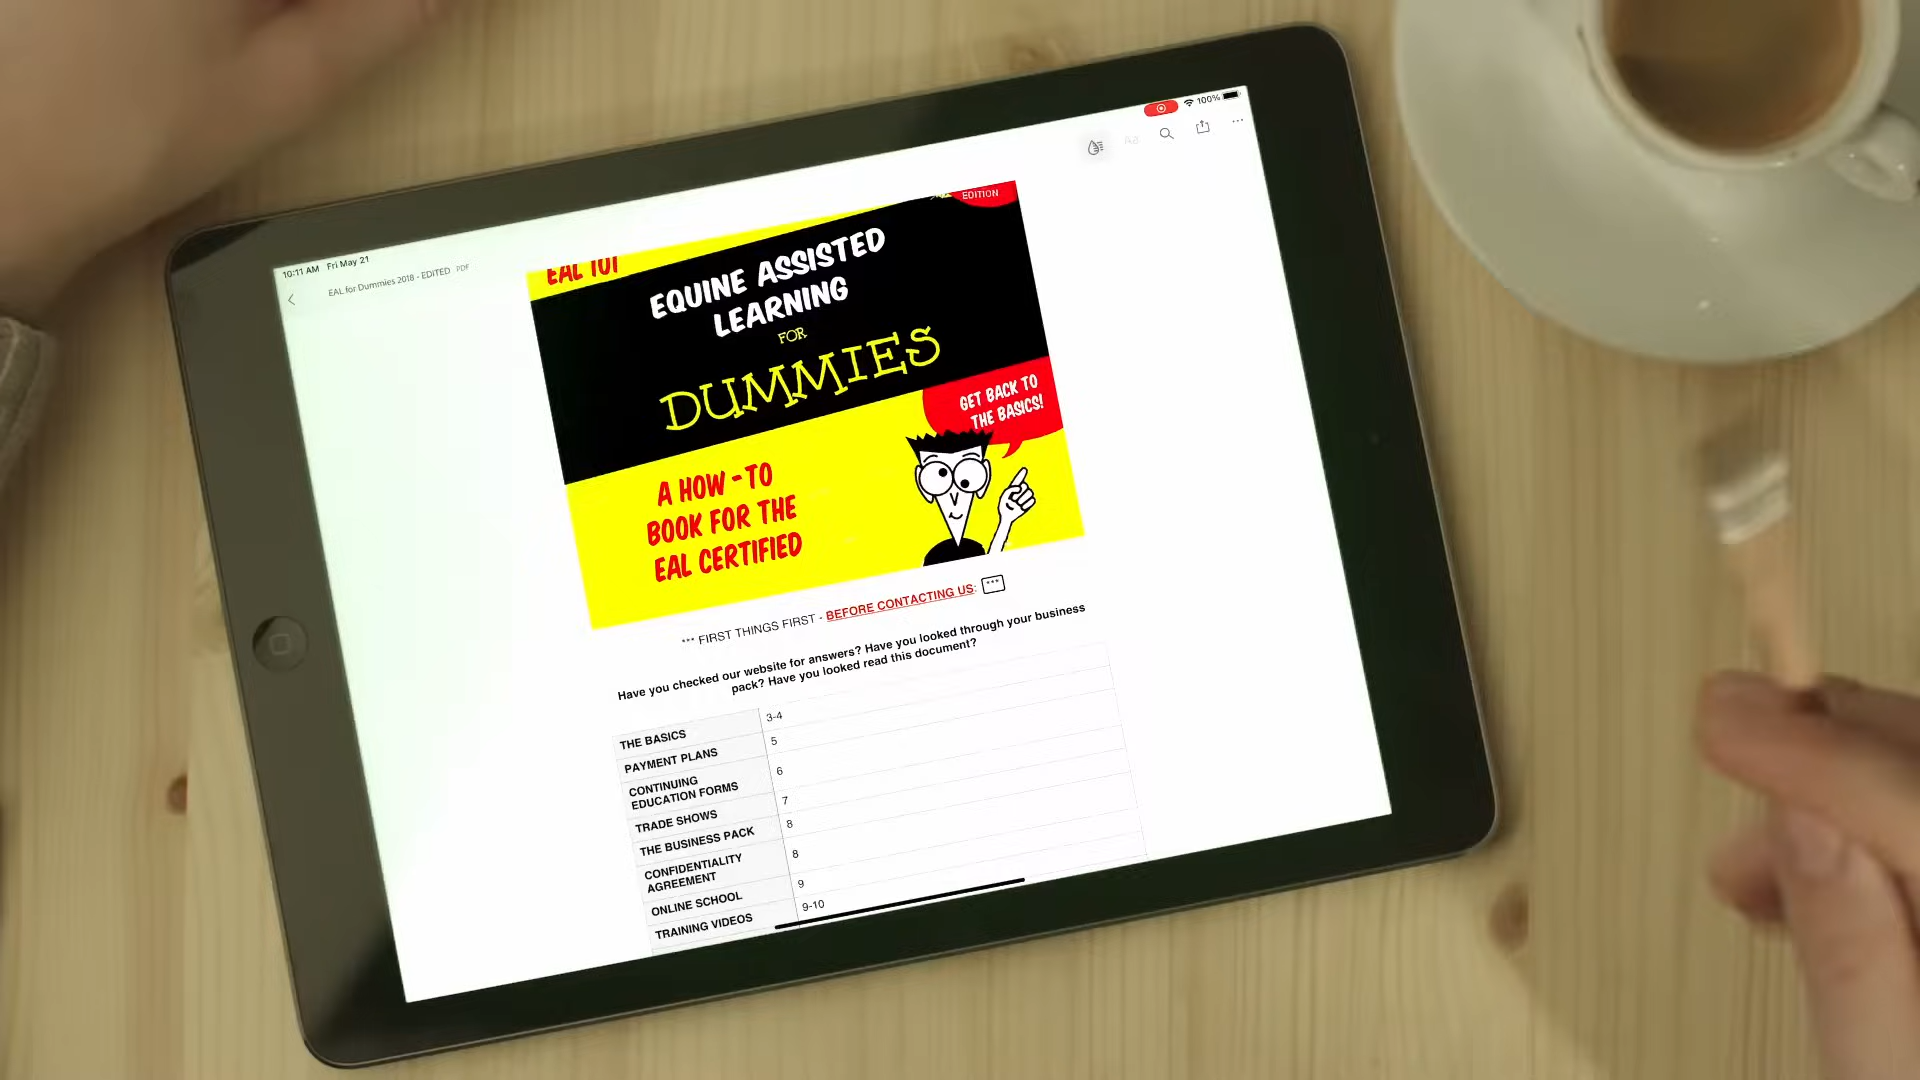 10:11 AM Fri May 21
100%
EAL for Dummies 2018 - EDITED PDF
EDITION
EAL 101
EQUINE ASSISTED
LEARNING
FOR
DUMMIES
GET BACK TO
THE BASICS!
A HOW -TO
BOOK FOR THE
EAL CERTIFIED
*** FIRST THINGS FIRST - BEFORE CONTACTING US: ***
Have you checked our website for answers? Have you looked through your business
pack? Have you looked read this document?
THE BASICS 3-4
PAYMENT PLANS 5
CONTINUING
EDUCATION FORMS 6
TRADE SHOWS 7
THE BUSINESS PACK 8
CONFIDENTIALITY
AGREEMENT 8
ONLINE SCHOOL 9
TRAINING VIDEOS 9-10